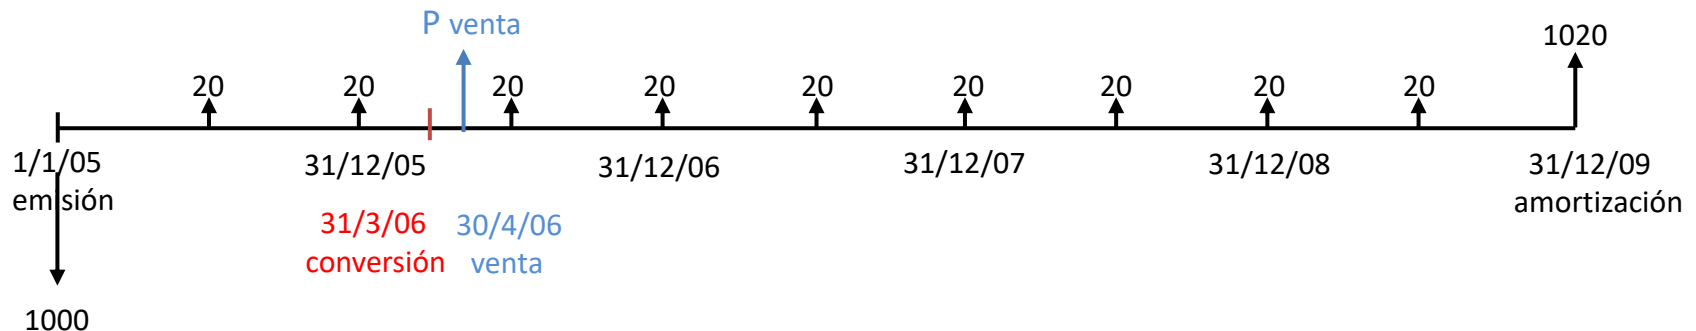 P venta
1020
20 20 20 20 20 20 20 20
1/1/05 31/12/05 31/12/06 31/12/07 31/12/08 31/12/09
emisión amortización
31/3/06 30/4/06
conversión venta
1000